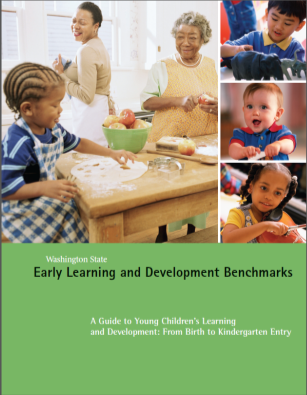 Washington State
Early Learning and Development Benchmarks
A Guide to Young Children's Learning
and Development: From Birth to Kindergarten Entry